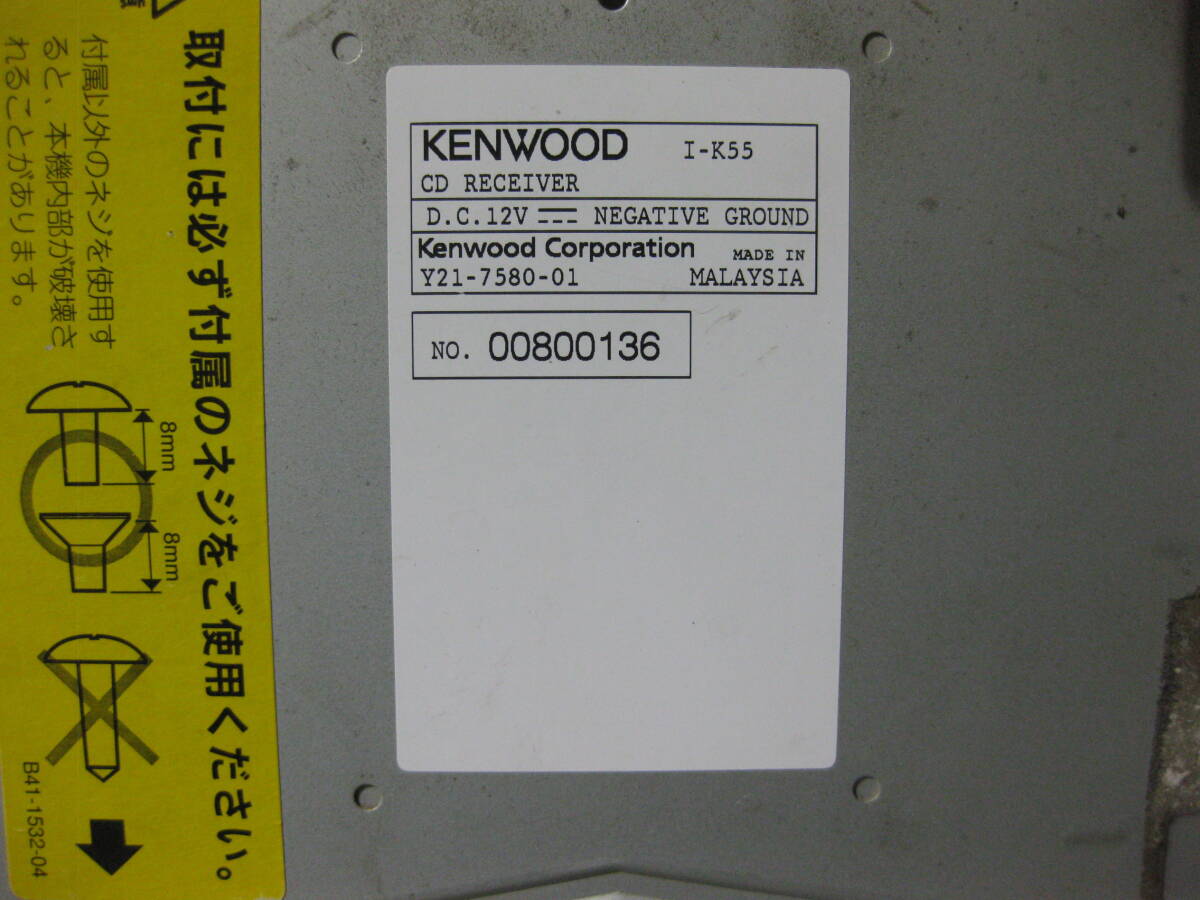 取付には必ず付属のネジをご使用ください。
付属以外のネジを使用す
ると、本機内部が破壊さ
れることがあります。
8mm
8mm
B41-1532-04
KENWOOD I-K55
CD RECEIVER
D.C.12V NEGATIVE GROUND
Kenwood Corporation MADE IN
Y21-7580-01 MALAYSIA
NO. 00800136